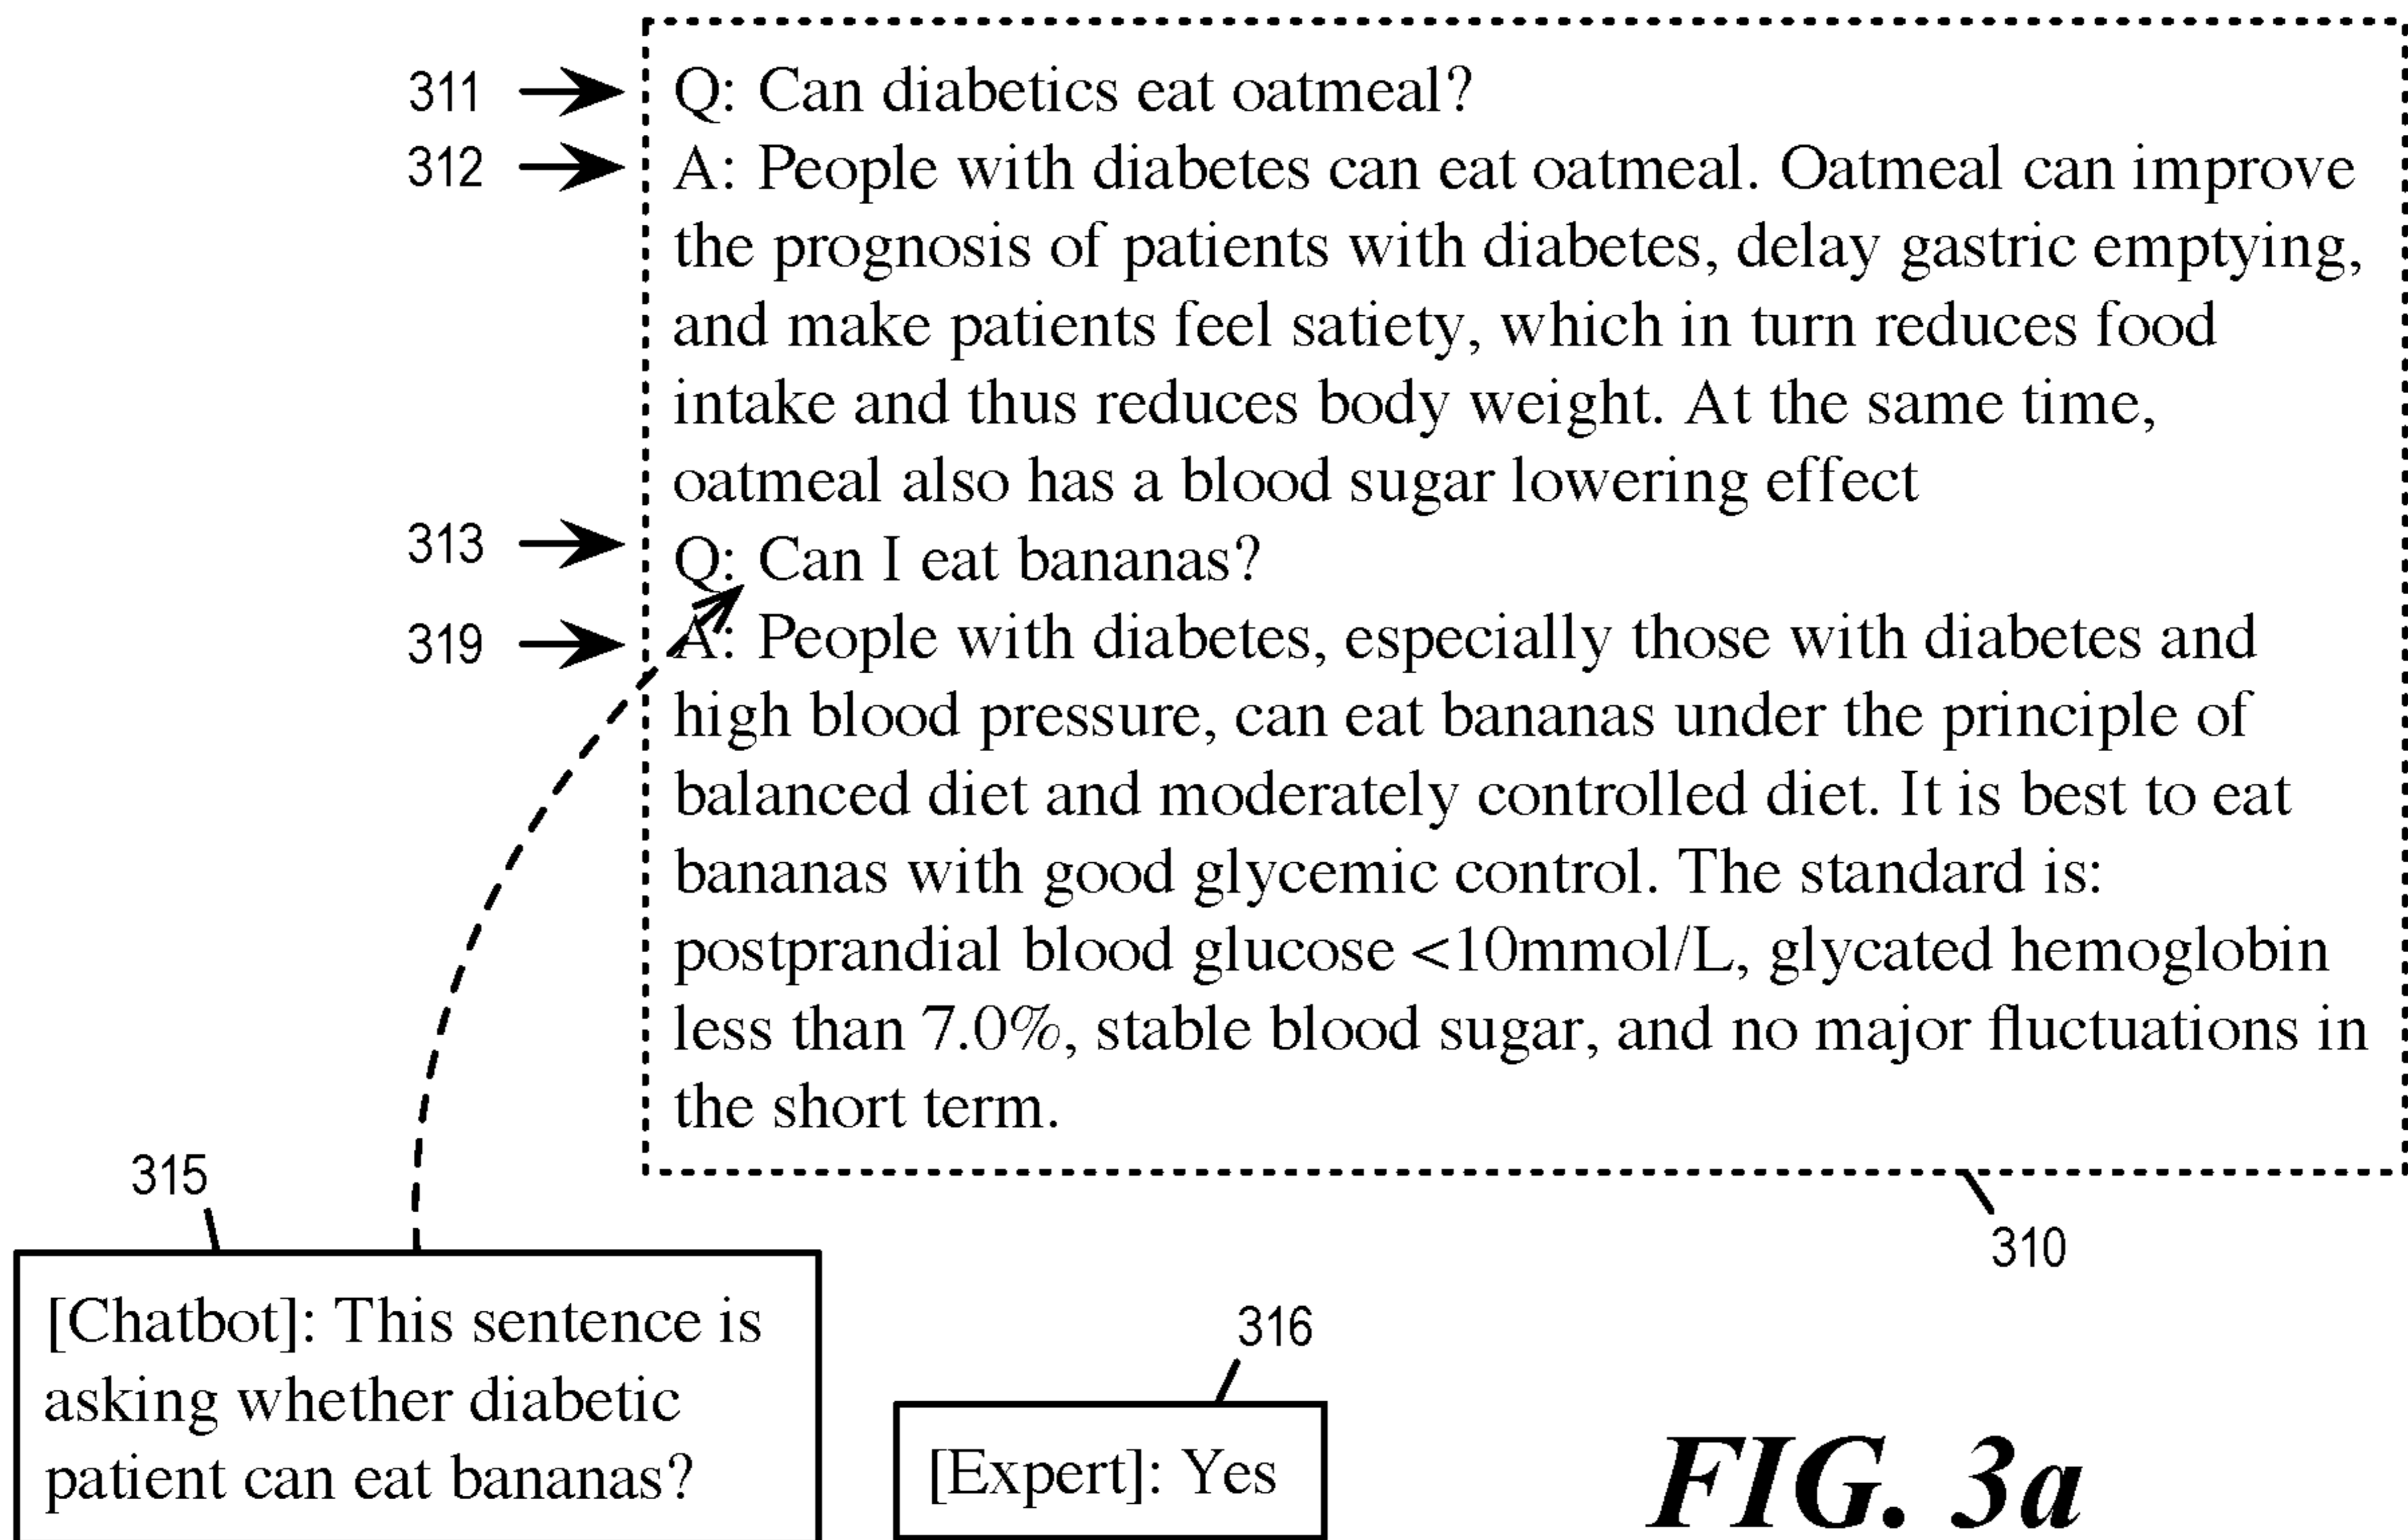 311
Q: Can diabetics eat oatmeal?
312
A: People with diabetes can eat oatmeal. Oatmeal can improve
the prognosis of patients with diabetes, delay gastric emptying,
and make patients feel satiety, which in turn reduces food
intake and thus reduces body weight. At the same time,
oatmeal also has a blood sugar lowering effect
313
Q: Can I eat bananas?
319
A: People with diabetes, especially those with diabetes and
high blood pressure, can eat bananas under the principle of
balanced diet and moderately controlled diet. It is best to eat
bananas with good glycemic control. The standard is:
postprandial blood glucose <10mmol/L, glycated hemoglobin
less than 7.0%, stable blood sugar, and no major fluctuations in
the short term.
310
315
[Chatbot]: This sentence is
asking whether diabetic
patient can eat bananas?
316
[Expert]: Yes
FIG. 3a